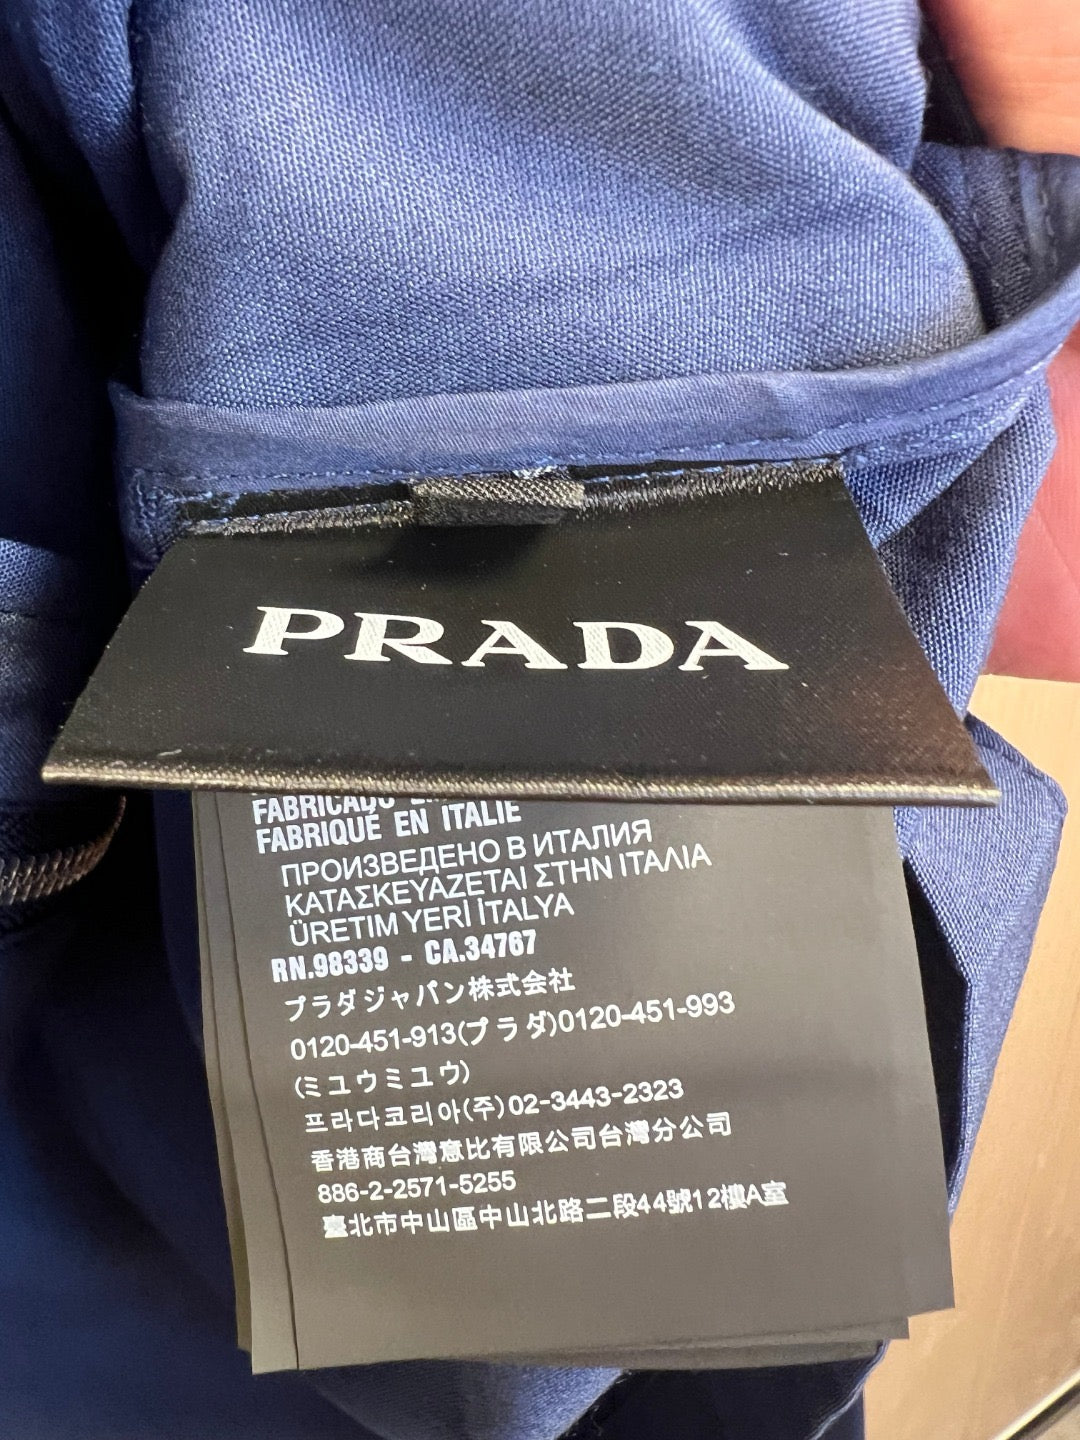 PRADA
FABRICADO
FABRIQUÉ EN ITALIE
ПРОИЗВЕДЕНО В ИТАЛИЯ
ΚΑΤΑΣΚΕΥΑΖΕΤΑΙ ΣΤΗΝ ΙΤΑΛΙΑ
ÜRETIM YERİ İTALYA
RN.98339 - CA.34767
プラダジャパン株式会社
0120-451-913(プラダ)0120-451-993
(ミユウミユウ)
프라다코리아(주)02-3443-2323
香港商台灣意比有限公司台灣分公司
886-2-2571-5255
臺北市中山區中山北路二段44號12樓A室